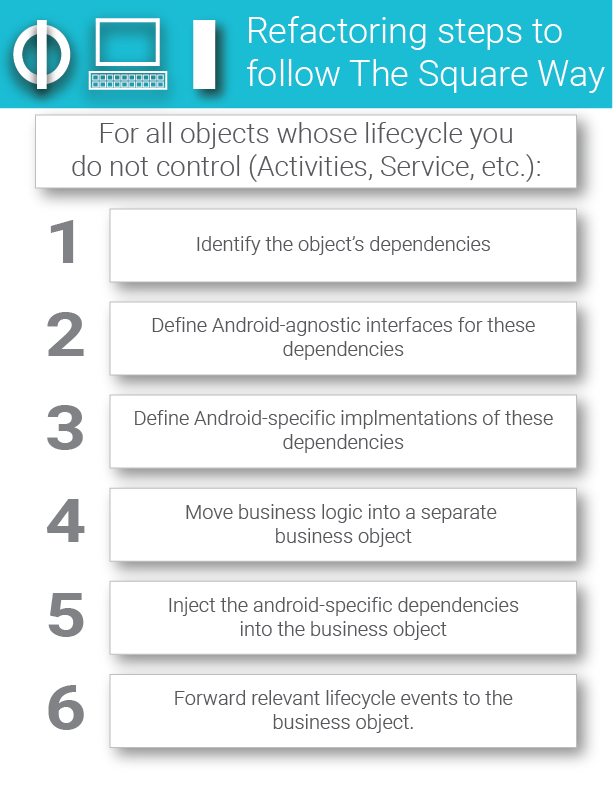 Refactoring steps to
follow The Square Way
For all objects whose lifecycle you
do not control (Activities, Service, etc.):
1
Identify the object’s dependencies
2
Define Android-agnostic interfaces for these
dependencies
3
Define Android-specific implmentations of these
dependencies
4
Move business logic into a separate
business object
5
Inject the android-specific dependencies
into the business object
6
Forward relevant lifecycle events to the
business object.